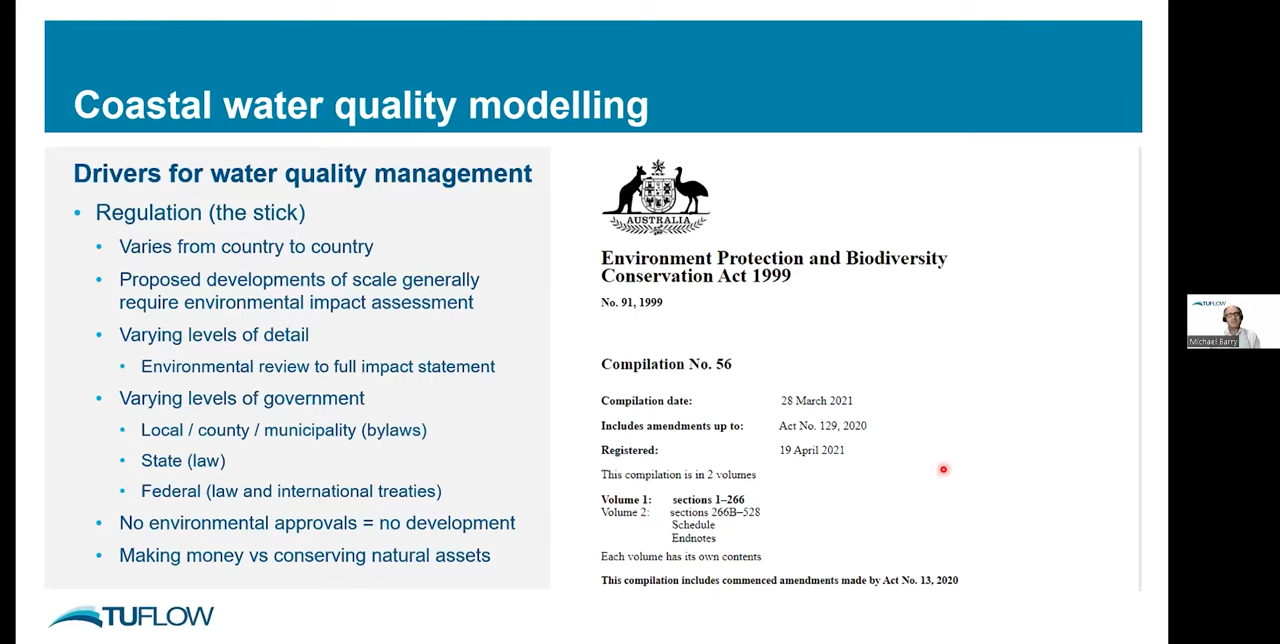 Coastal water quality modelling
Drivers for water quality management
• Regulation (the stick)
• Varies from country to country
• Proposed developments of scale generally
require environmental impact assessment
• Varying levels of detail
• Environmental review to full impact statement
• Varying levels of government
• Local / county / municipality (bylaws)
• State (law)
• Federal (law and international treaties)
• No environmental approvals = no development
• Making money vs conserving natural assets
AUSTRALIA
Environment Protection and Biodiversity
Conservation Act 1999
No. 91, 1999
Compilation No. 56
Compilation date: 28 March 2021
Includes amendments up to: Act No. 129, 2020
Registered: 19 April 2021
This compilation is in 2 volumes
Volume 1: sections 1–266
Volume 2: sections 266B–528
Schedule
Endnotes
Each volume has its own contents
This compilation includes commenced amendments made by Act No. 13, 2020
TUFLOW
TUFLOW
Michael Barry